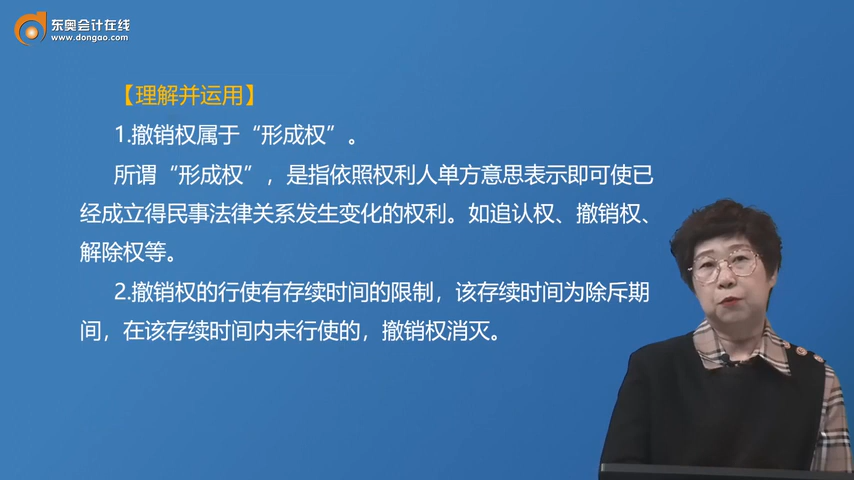 东奥会计在线
www.dongao.com
【理解并运用】
1.撤销权属于“形成权”。
所谓“形成权”，是指依照权利人单方意思表示即可使已
经成立得民事法律关系发生变化的权利。如追认权、撤销权、
解除权等。
2.撤销权的行使有存续时间的限制，该存续时间为除斥期
间，在该存续时间内未行使的，撤销权消灭。